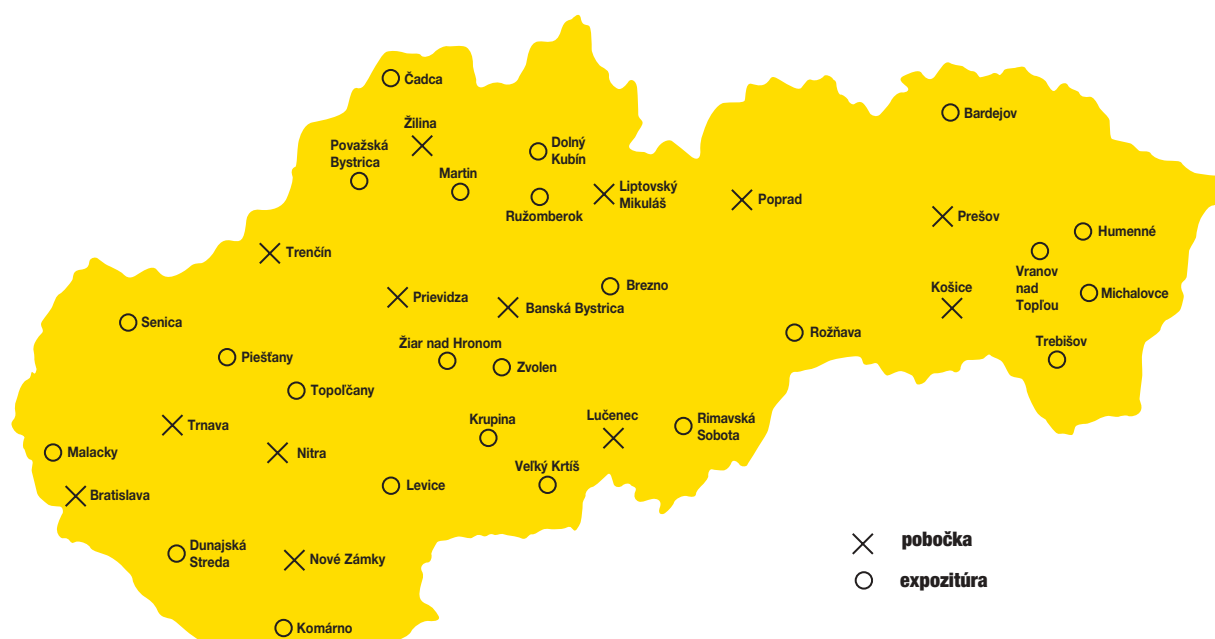 Čadca
Bardejov
Žilina
Považská
Bystrica
Dolný
Kubín
Martin
Liptovský
Mikuláš
Poprad
Ružomberok
Prešov
Humenné
Trenčín
Vranov
nad
Topľou
Brezno
Košice
Michalovce
Prievidza
Banská Bystrica
Senica
Rožňava
Žiar nad Hronom
Trebišov
Piešťany
Zvolen
Topoľčany
Krupina
Lučenec
Rimavská
Sobota
Trnava
Malacky
Nitra
Veľký Krtíš
Levice
Bratislava
Dunajská
Streda
Nové Zámky
Komárno
pobočka
expozitúra